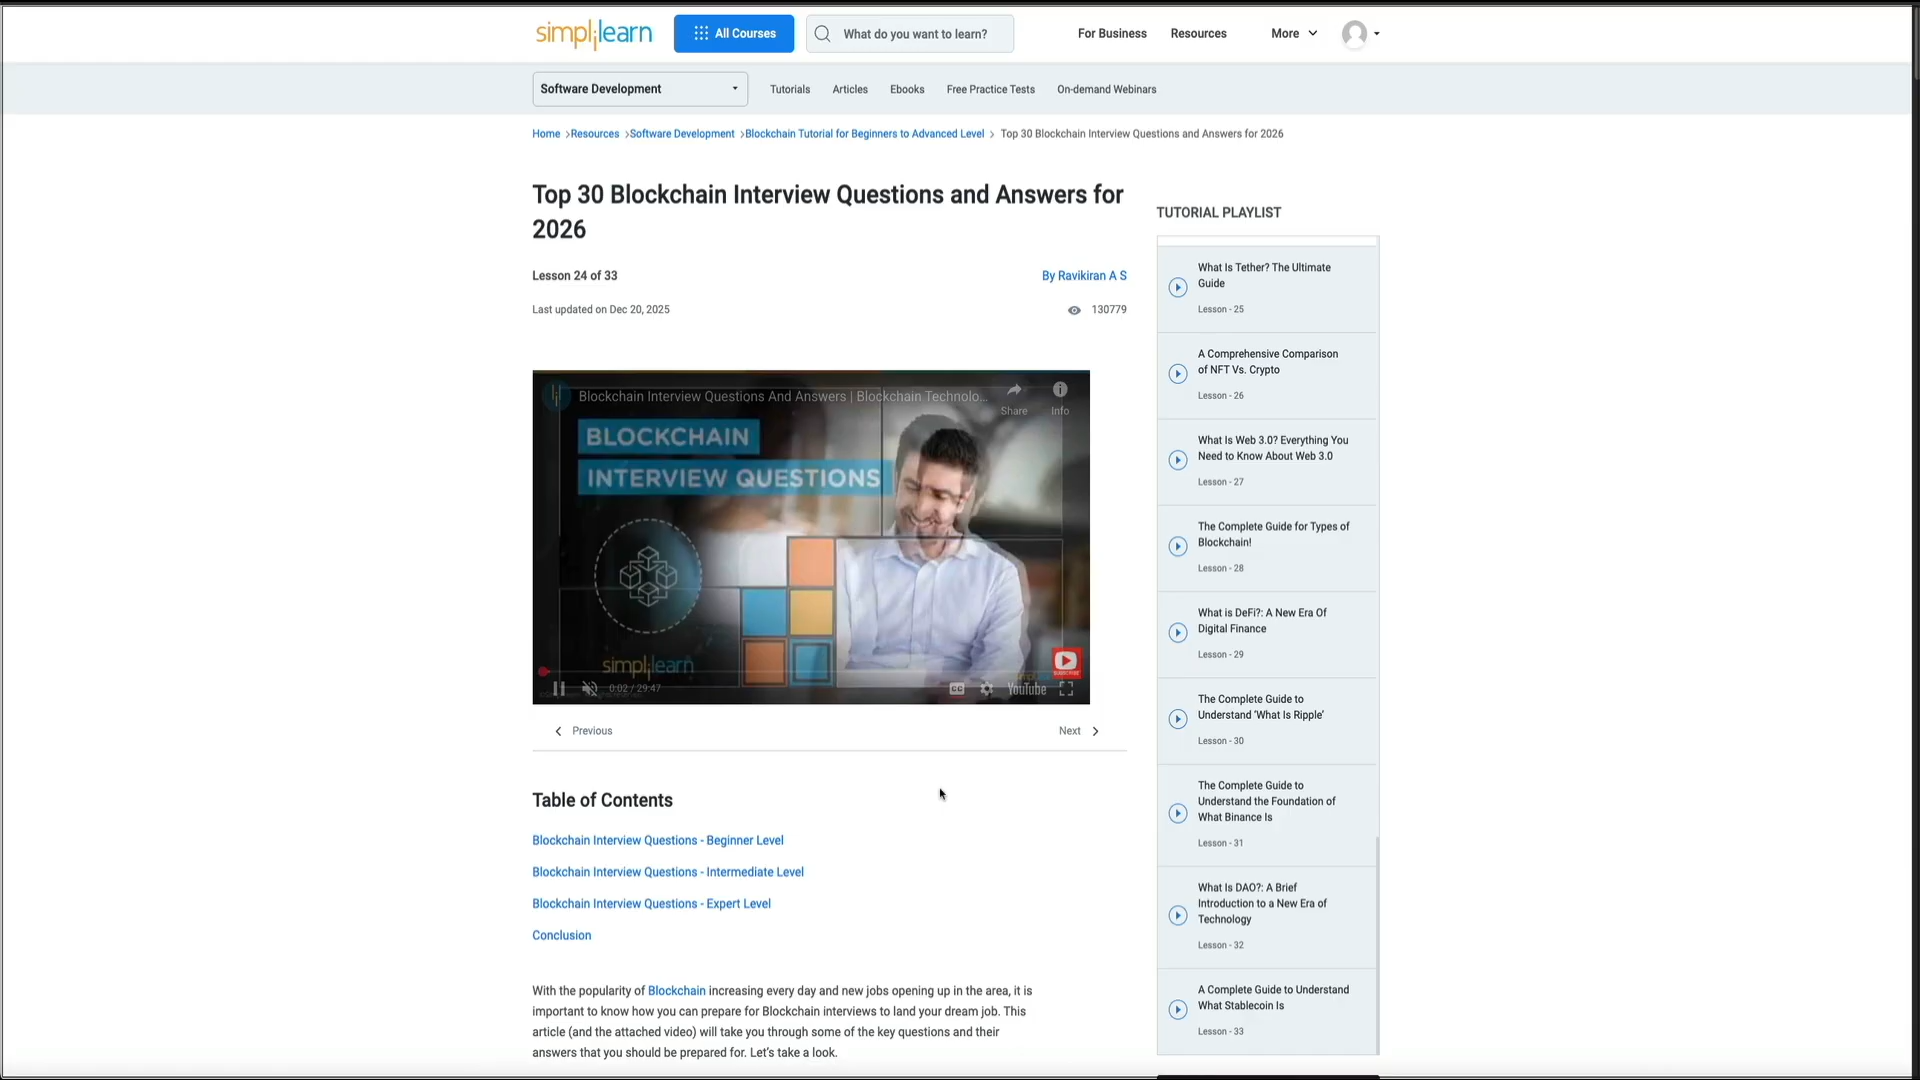 simplilearn
All Courses
What do you want to learn?
For Business
Resources
More
Software Development
Tutorials
Articles
Ebooks
Free Practice Tests
On-demand Webinars
Home >Resources >Software Development >Blockchain Tutorial for Beginners to Advanced Level > Top 30 Blockchain Interview Questions and Answers for 2026
Top 30 Blockchain Interview Questions and Answers for
2026
Lesson 24 of 33
By Ravikiran A S
Last updated on Dec 20, 2025
130779
Blockchain Interview Questions And Answers | Blockchain Technolo...
Share
Info
BLOCKCHAIN
INTERVIEW QUESTIONS
simplilearn
SUBSCRIBE
0:02 / 29:47
CC
YouTube
Previous
Next
Table of Contents
Blockchain Interview Questions - Beginner Level
Blockchain Interview Questions - Intermediate Level
Blockchain Interview Questions - Expert Level
Conclusion
With the popularity of Blockchain increasing every day and new jobs opening up in the area, it is
important to know how you can prepare for Blockchain interviews to land your dream job. This
article (and the attached video) will take you through some of the key questions and their
answers that you should be prepared for. Let's take a look.
TUTORIAL PLAYLIST
What Is Tether? The Ultimate
Guide
Lesson - 25
A Comprehensive Comparison
of NFT Vs. Crypto
Lesson - 26
What Is Web 3.0? Everything You
Need to Know About Web 3.0
Lesson - 27
The Complete Guide for Types of
Blockchain!
Lesson - 28
What is DeFi?: A New Era Of
Digital Finance
Lesson - 29
The Complete Guide to
Understand 'What Is Ripple'
Lesson - 30
The Complete Guide to
Understand the Foundation of
What Binance Is
Lesson - 31
What Is DAO?: A Brief
Introduction to a New Era of
Technology
Lesson - 32
A Complete Guide to Understand
What Stablecoin Is
Lesson - 33